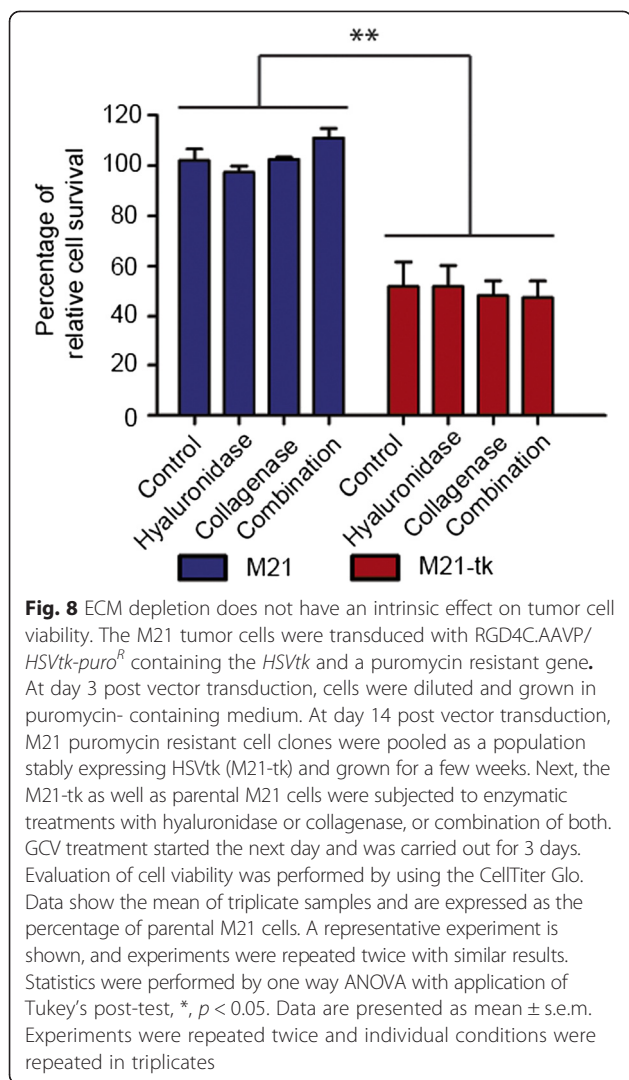 **
120
100
80
60
40
20
0
Percentage of
relative cell survival
Control
Hyaluronidase
Collagenase
Combination
Control
Hyaluronidase
Collagenase
Combination
M21
M21-tk
Fig. 8 ECM depletion does not have an intrinsic effect on tumor cell
viability. The M21 tumor cells were transduced with RGD4C.AAVP/
HSVtk-puroR containing the HSVtk and a puromycin resistant gene.
At day 3 post vector transduction, cells were diluted and grown in
puromycin- containing medium. At day 14 post vector transduction,
M21 puromycin resistant cell clones were pooled as a population
stably expressing HSVtk (M21-tk) and grown for a few weeks. Next, the
M21-tk as well as parental M21 cells were subjected to enzymatic
treatments with hyaluronidase or collagenase, or combination of both.
GCV treatment started the next day and was carried out for 3 days.
Evaluation of cell viability was performed by using the CellTiter Glo.
Data show the mean of triplicate samples and are expressed as the
percentage of parental M21 cells. A representative experiment is
shown, and experiments were repeated twice with similar results.
Statistics were performed by one way ANOVA with application of
Tukey's post-test, *, p < 0.05. Data are presented as mean ± s.e.m.
Experiments were repeated twice and individual conditions were
repeated in triplicates